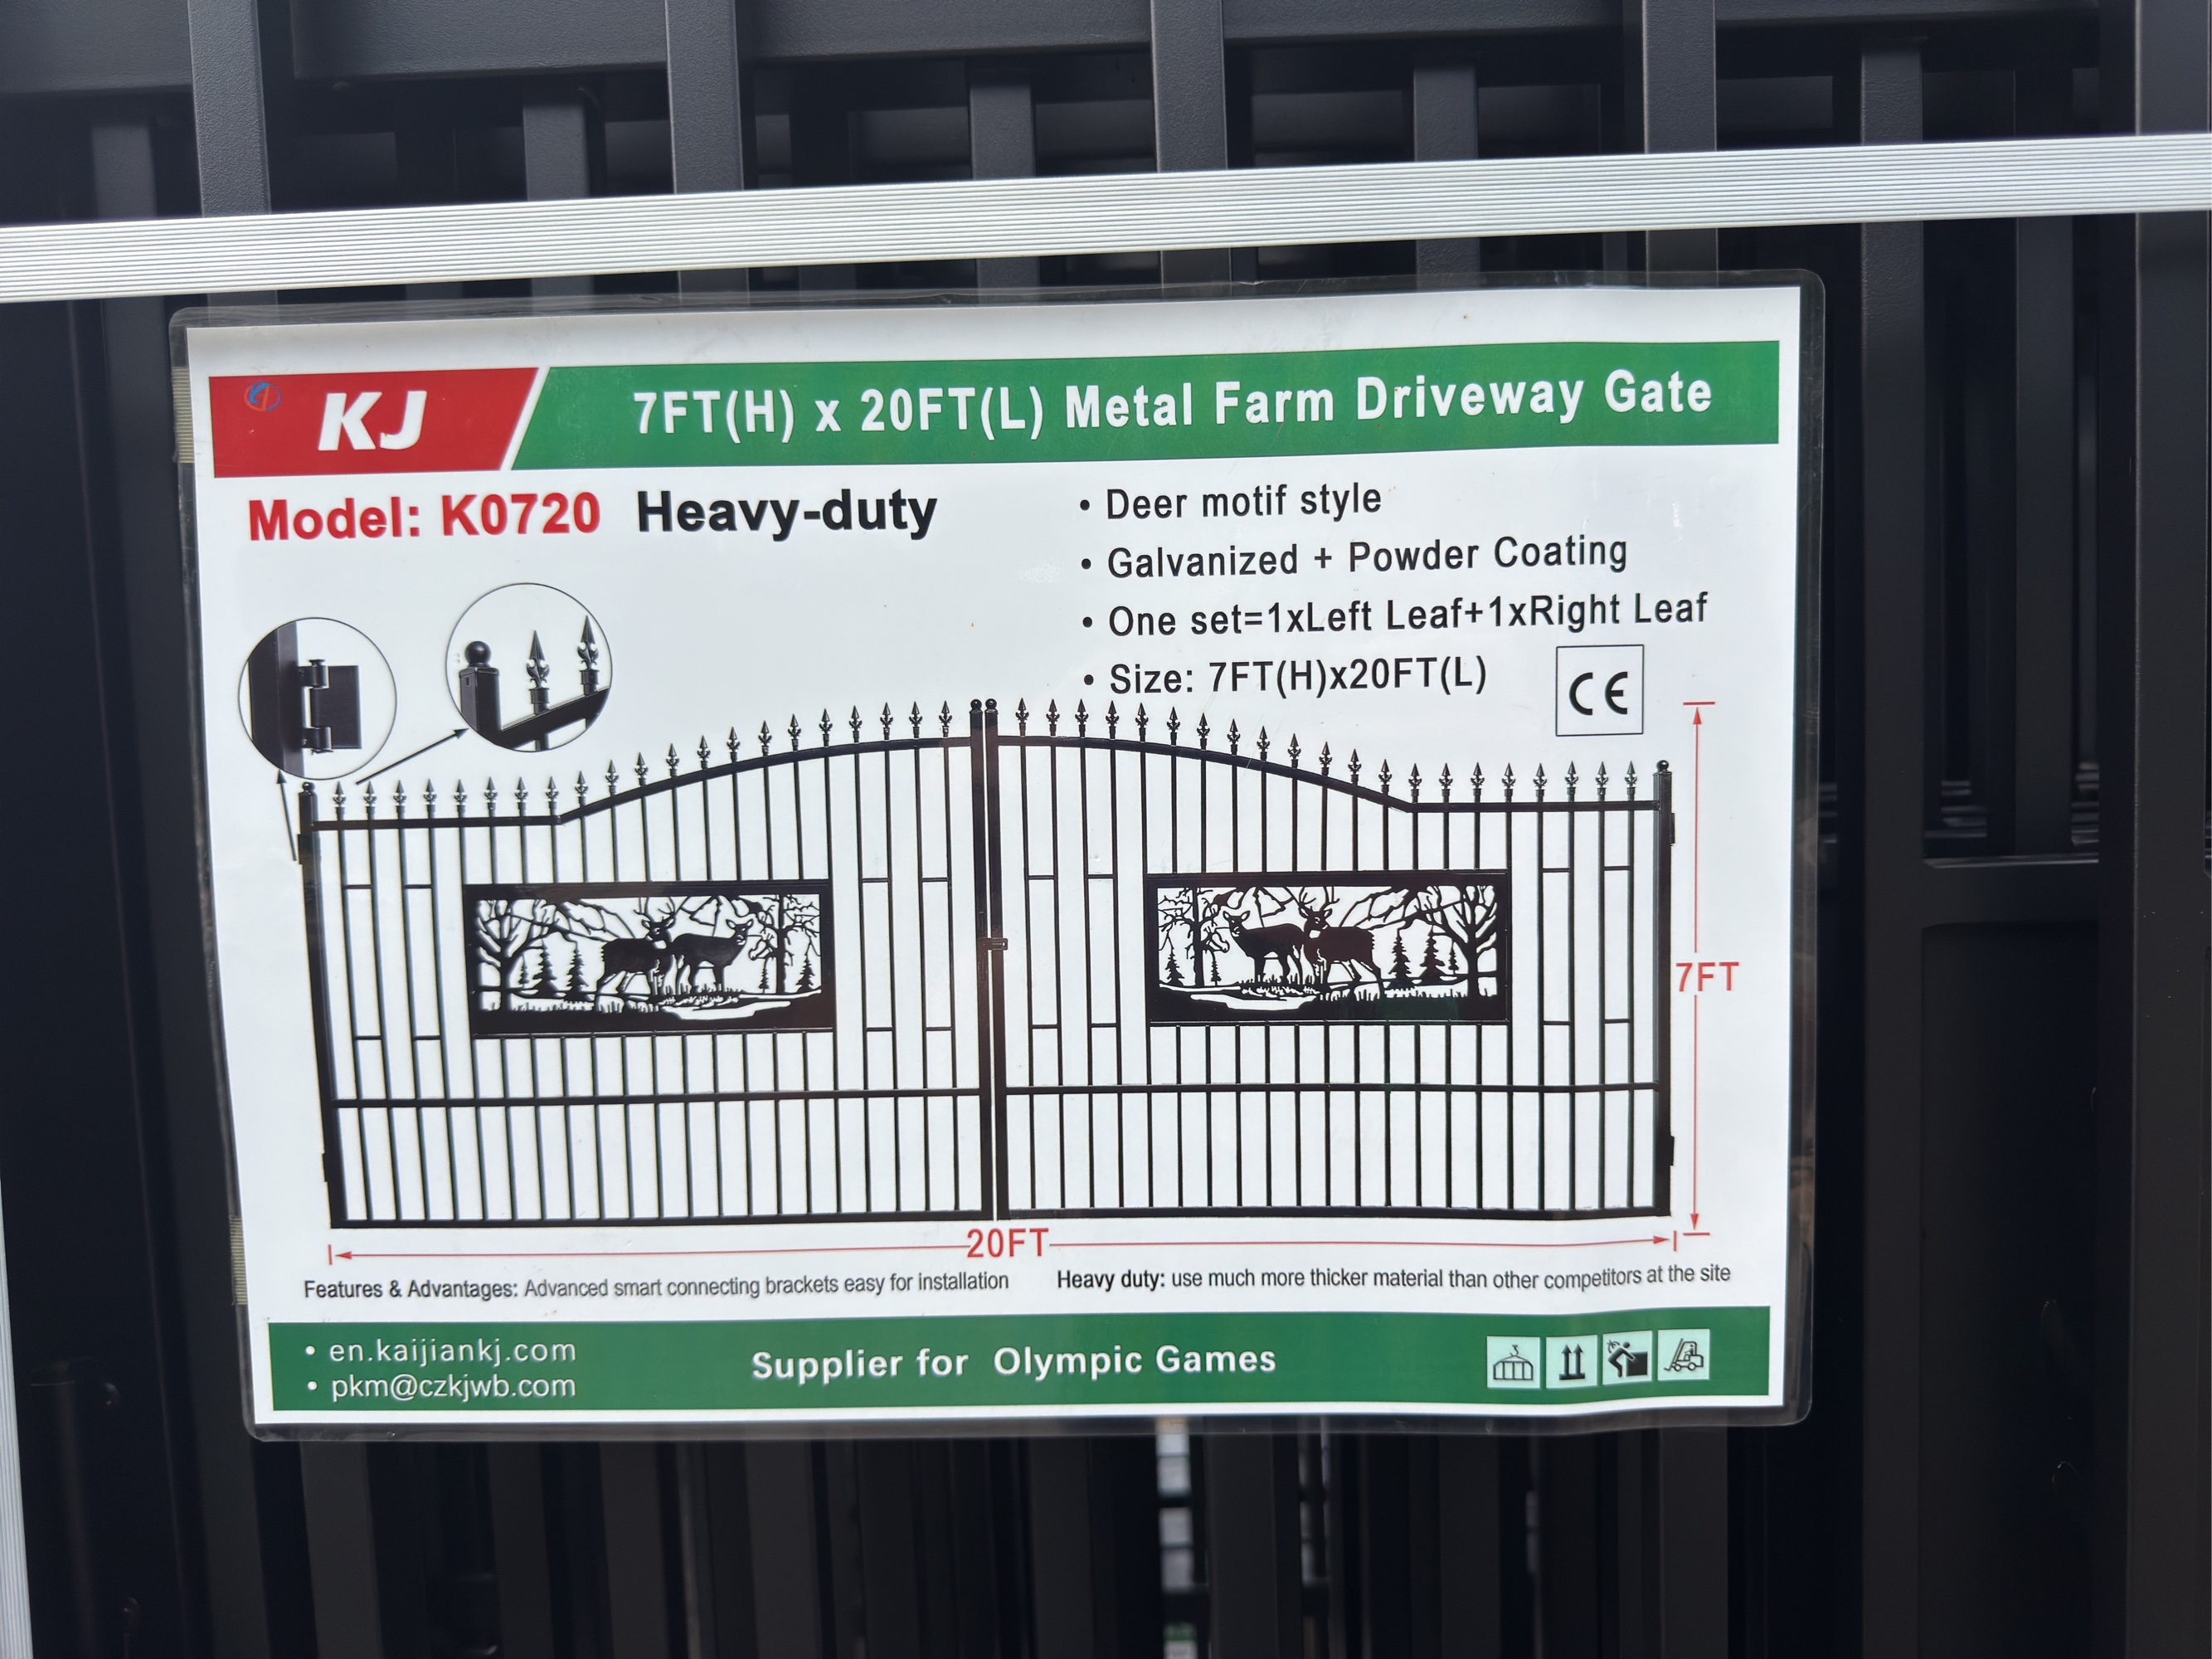 KJ
7FT(H) x 20FT(L) Metal Farm Driveway Gate
Model: K0720 Heavy-duty
• Deer motif style
• Galvanized + Powder Coating
• One set=1xLeft Leaf+1xRight Leaf
• Size: 7FT(H)x20FT(L)
CE
7FT
20FT
Features & Advantages: Advanced smart connecting brackets easy for installation
Heavy duty: use much more thicker material than other competitors at the site
• en.kaijiankj.com
• pkm@czkjwb.com
Supplier for Olympic Games
3